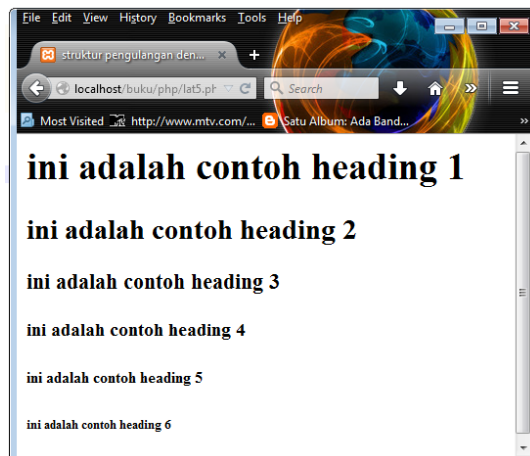 File Edit View History Bookmarks Tools Help
struktur pengulangan den...
localhost/buku/php/lat5.ph
Search
Most Visited http://www.mtv.com/... Satu Album: Ada Band...
ini adalah contoh heading 1
ini adalah contoh heading 2
ini adalah contoh heading 3
ini adalah contoh heading 4
ini adalah contoh heading 5
ini adalah contoh heading 6